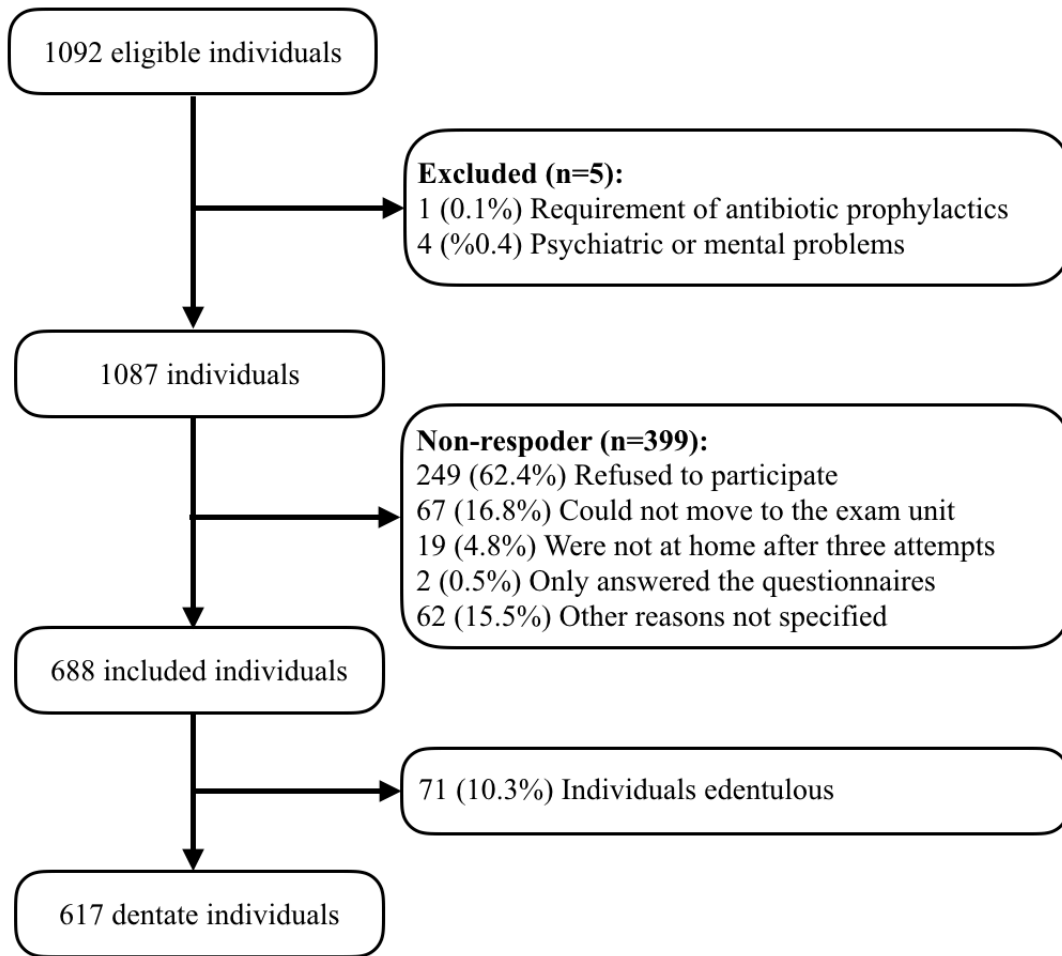 1092 eligible individuals
Excluded (n=5):
1 (0.1%) Requirement of antibiotic prophylactics
4 (%0.4) Psychiatric or mental problems
1087 individuals
Non-respoder (n=399):
249 (62.4%) Refused to participate
67 (16.8%) Could not move to the exam unit
19 (4.8%) Were not at home after three attempts
2 (0.5%) Only answered the questionnaires
62 (15.5%) Other reasons not specified
688 included individuals
71 (10.3%) Individuals edentulous
617 dentate individuals